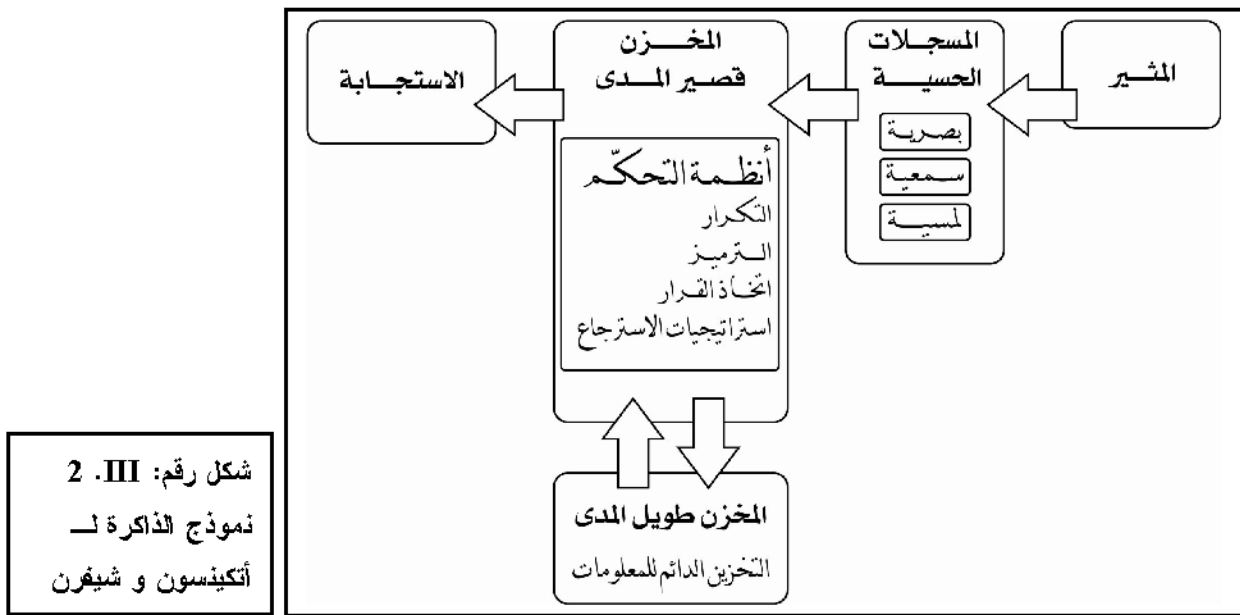 المثير
المسجلات
الحسية
بصرية
سمعية
لمسية
المخزن
قصير المدى
أنظمة التحكّم
التكرار
الترميز
اتخاذ القرار
استراتيجيات الاسترجاع
الاستجابة
المخزن طويل المدى
التخزين الدائم للمعلومات
شكل رقم: III. 2
نموذج الذاكرة لـ
أتكينسون و شيفرن